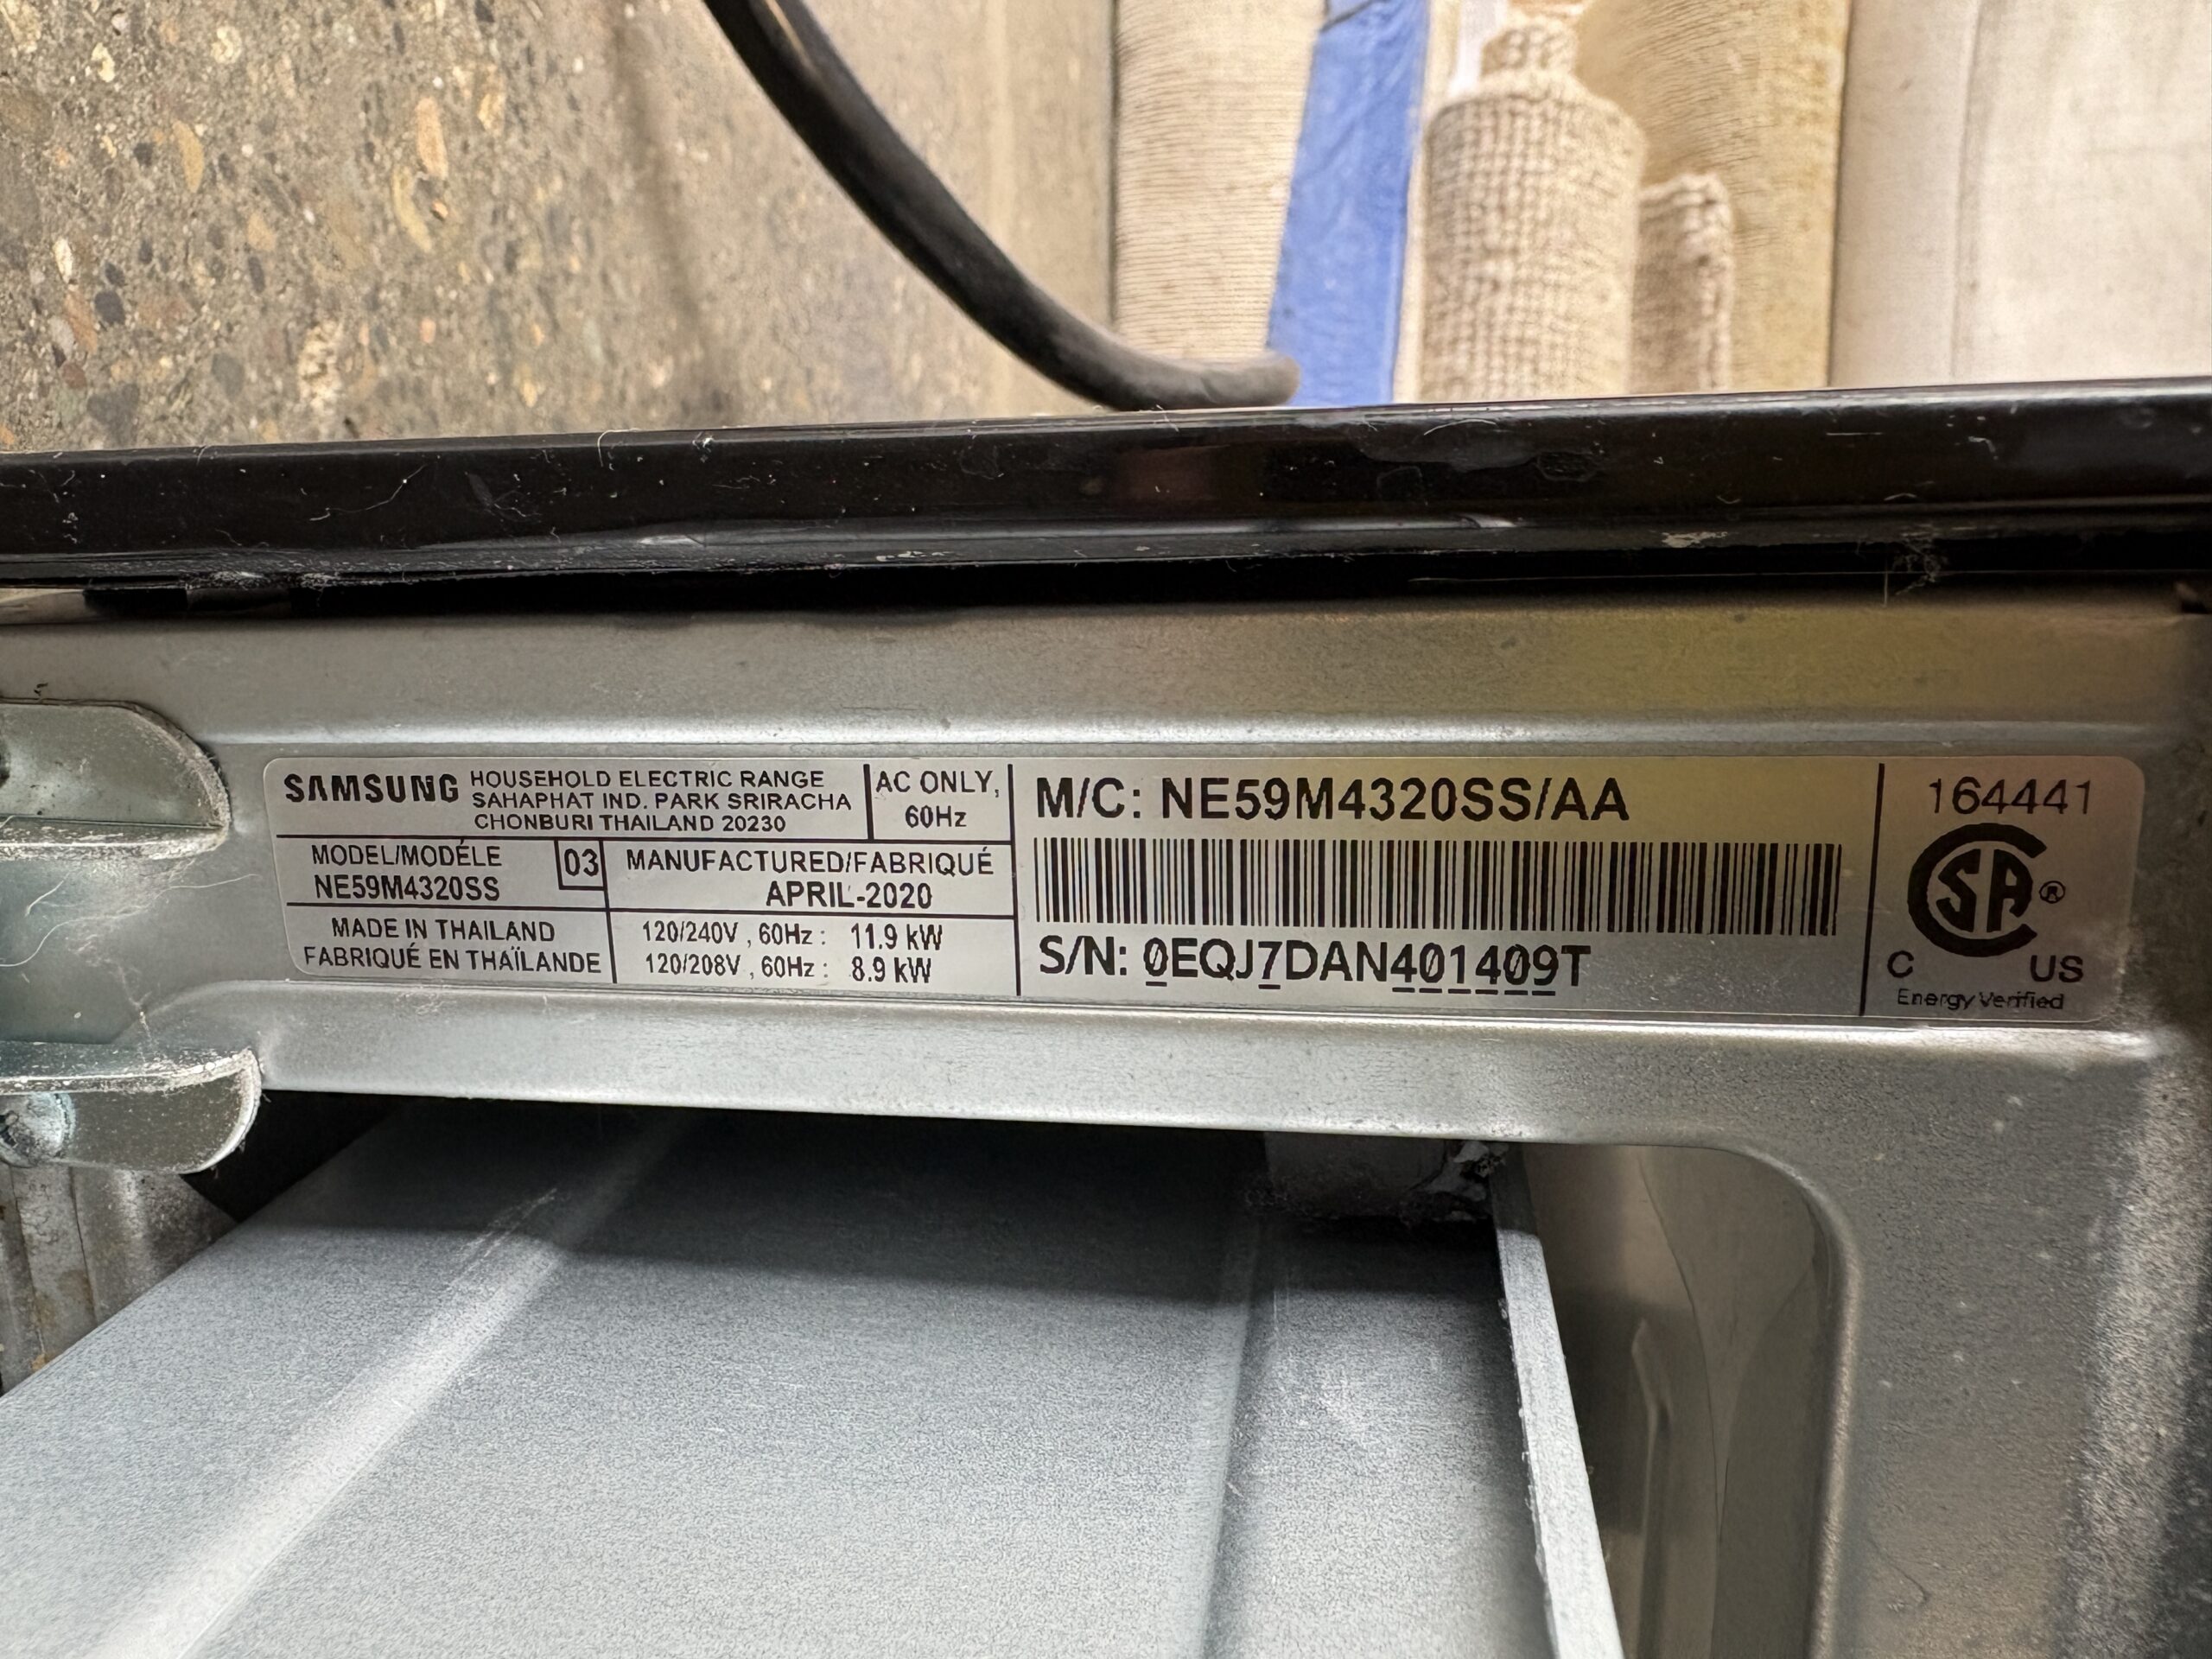 SAMSUNG HOUSEHOLD ELECTRIC RANGE
SAHAPHAT IND. PARK SRIRACHA
CHONBURI THAILAND 20230
AC ONLY,
60Hz
MODEL/MODÉLE
NE59M4320SS
03
MANUFACTURED/FABRIQUÉ
APRIL-2020
MADE IN THAILAND
FABRIQUÉ EN THAÏLANDE
120/240V , 60Hz : 11.9 kW
120/208V , 60Hz : 8.9 kW
M/C: NE59M4320SS/AA
S/N: 0EQJ7DAN401409T
164441
CSA ®
C US
Energy Verified